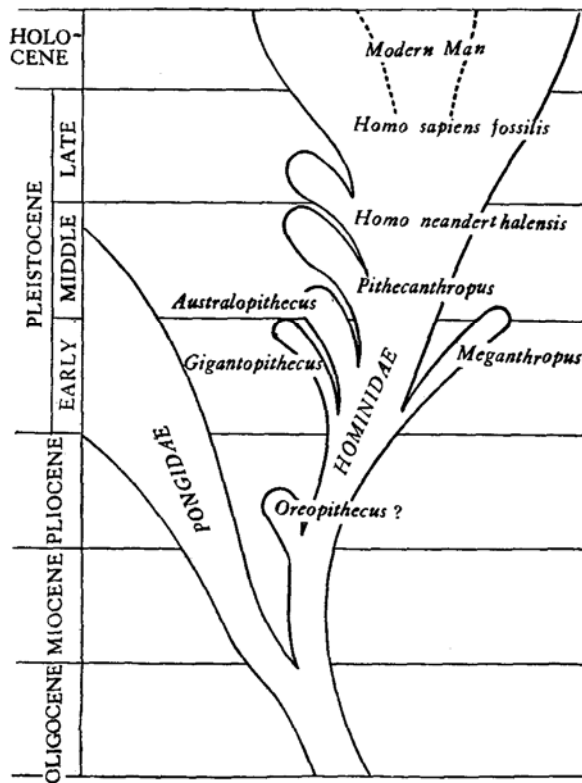 HOLO-
CENE
Modern Man
Homo sapiens fossilis
PLEISTOCENE
LATE
Homo neanderthalensis
MIDDLE
Pithecanthropus
Australopithecus
Gigantopithecus
Meganthropus
EARLY
HOMINIDAE
PONGIDAE
Oreopithecus ?
PLIOCENE
MIOCENE
OLIGOCENE